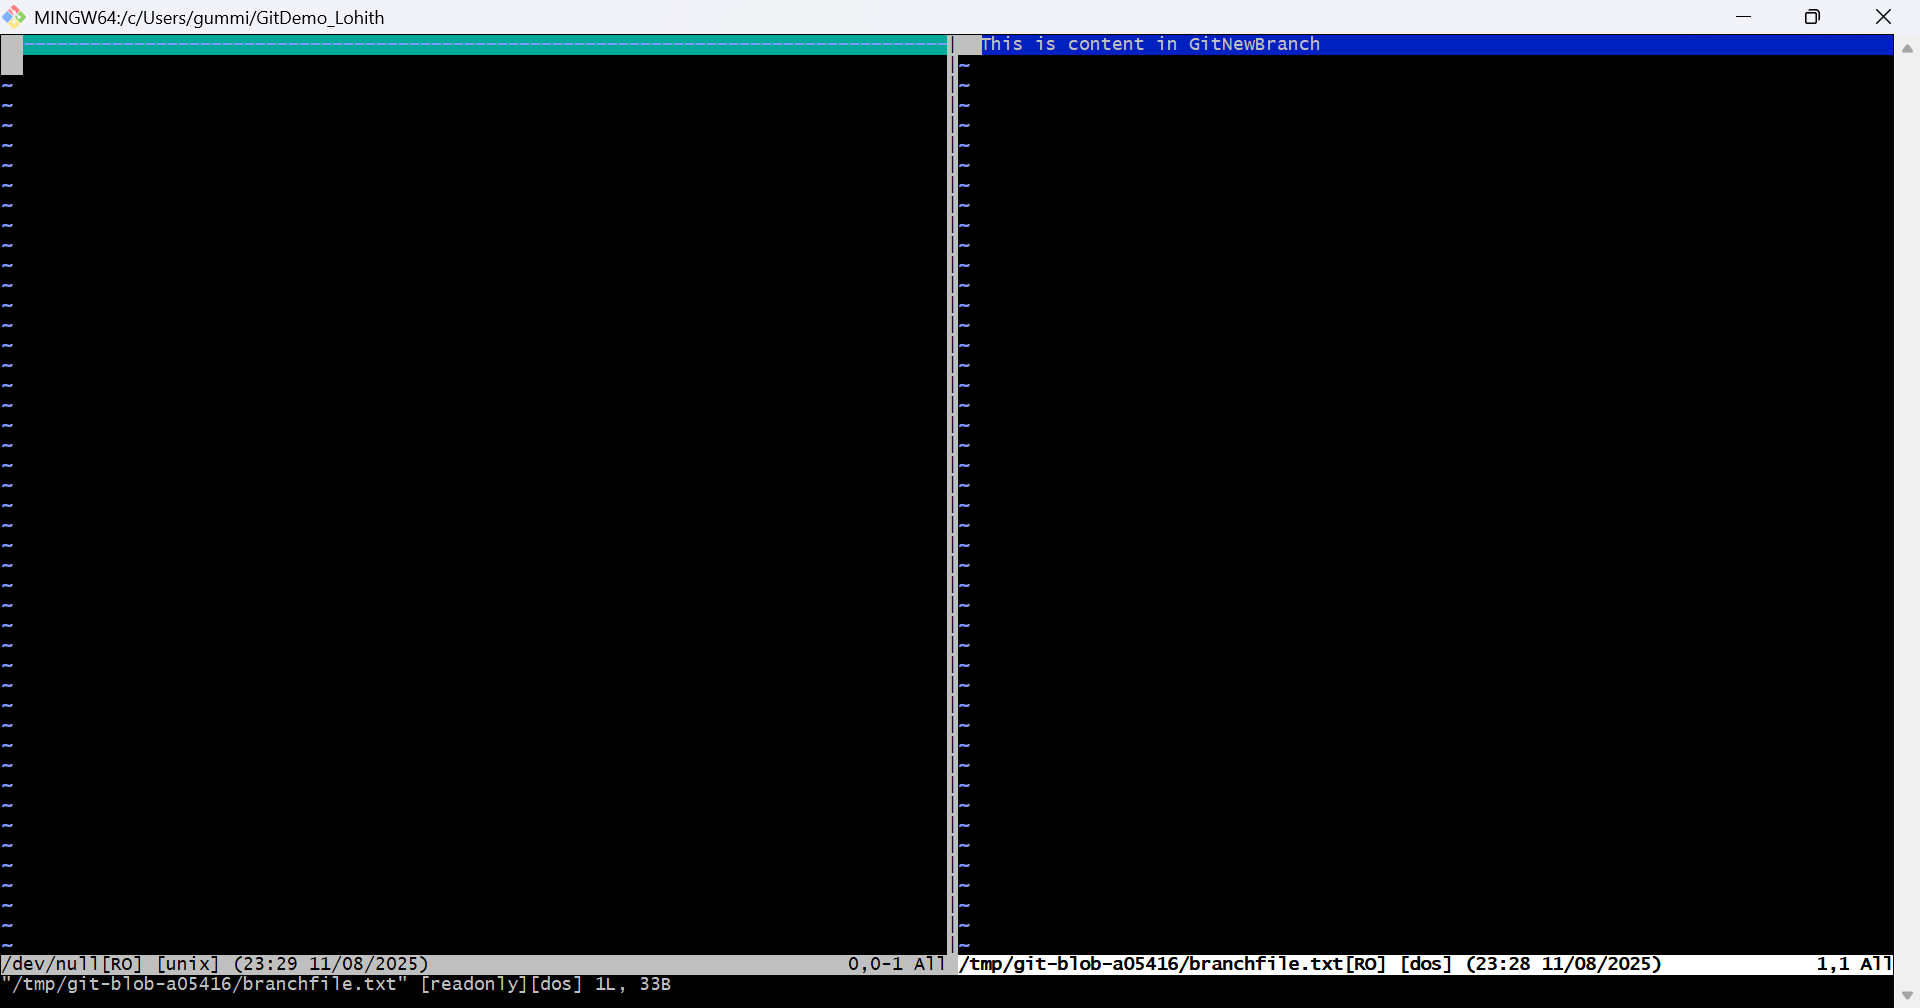 MINGW64:/c/Users/gummi/GitDemo_Lohith
This is content in GitNewBranch
/dev/null[RO] [unix] (23:29 11/08/2025) 0,0-1 All
/tmp/git-blob-a05416/branchfile.txt[RO] [dos] (23:28 11/08/2025) 1,1 All
"/tmp/git-blob-a05416/branchfile.txt" [readonly][dos] 1L, 33B